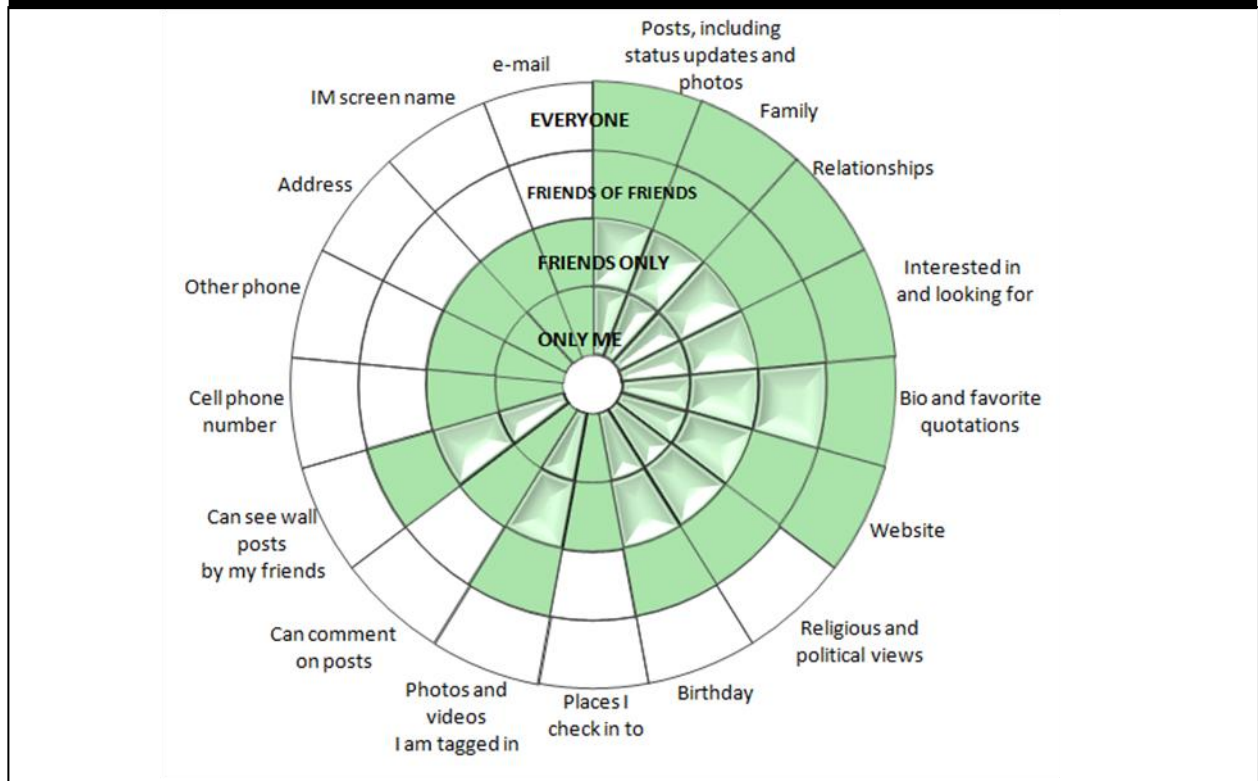 Posts, including
status updates and
photos
Family
Relationships
Interested in
and looking for
Bio and favorite
quotations
Website
Religious and
political views
Birthday
Places I
check in to
Photos and
videos
I am tagged in
Can comment
on posts
Can see wall
posts
by my friends
Cell phone
number
Other phone
Address
IM screen name
e-mail
EVERYONE
FRIENDS OF FRIENDS
FRIENDS ONLY
ONLY ME